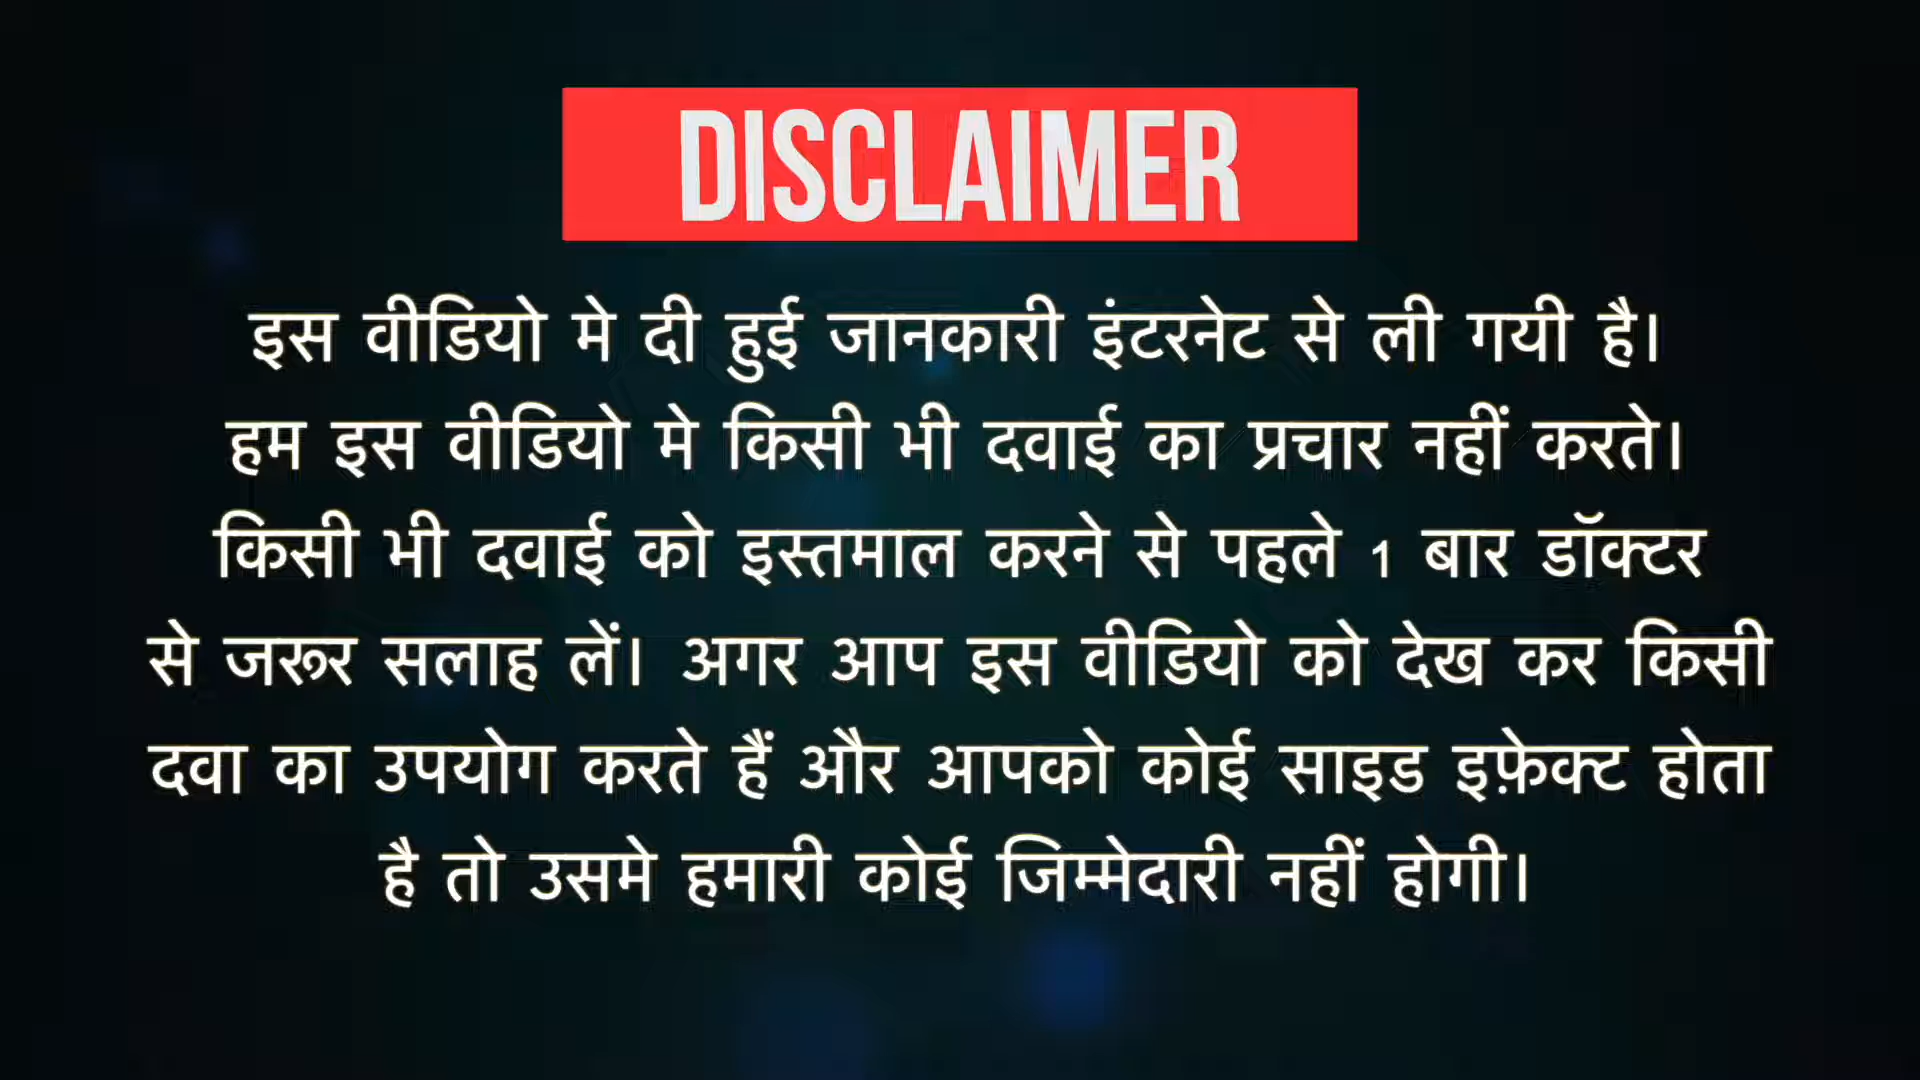 DISCLAIMER
इस वीडियो मे दी हुई जानकारी इंटरनेट से ली गयी है।
हम इस वीडियो मे किसी भी दवाई का प्रचार नहीं करते।
किसी भी दवाई को इस्तमाल करने से पहले 1 बार डॉक्टर
से जरूर सलाह लें। अगर आप इस वीडियो को देख कर किसी
दवा का उपयोग करते हैं और आपको कोई साइड इफ़ेक्ट होता
है तो उसमे हमारी कोई जिम्मेदारी नहीं होगी।